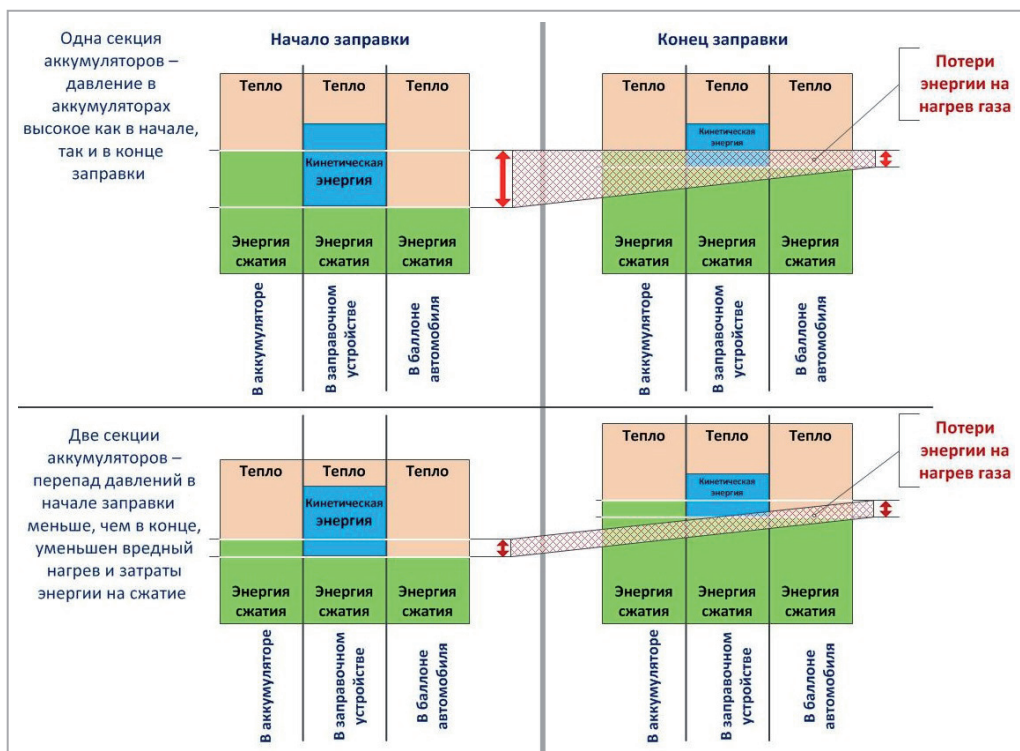 Одна секция
аккумуляторов –
давление в
аккумуляторах
высокое как в начале,
так и в конце
заправки
Начало заправки
Тепло
Тепло
Тепло
Кинетическая
энергия
Энергия
сжатия
Энергия
сжатия
Энергия
сжатия
В аккумуляторе
В заправочном
устройстве
В баллоне
автомобиля
Конец заправки
Тепло
Тепло
Тепло
Кинетическая
энергия
Энергия
сжатия
Энергия
сжатия
Энергия
сжатия
В аккумуляторе
В заправочном
устройстве
В баллоне
автомобиля
Потери
энергии на
нагрев газа
Две секции
аккумуляторов –
перепад давлений в
начале заправки
меньше, чем в конце,
уменьшен вредный
нагрев и затраты
энергии на сжатие
Тепло
Тепло
Тепло
Кинетическая
энергия
Энергия
сжатия
Энергия
сжатия
Энергия
сжатия
В аккумуляторе
В заправочном
устройстве
В баллоне
автомобиля
Тепло
Тепло
Тепло
Кинетическая
энергия
Энергия
сжатия
Энергия
сжатия
Энергия
сжатия
В аккумуляторе
В заправочном
устройстве
В баллоне
автомобиля
Потери
энергии на
нагрев газа